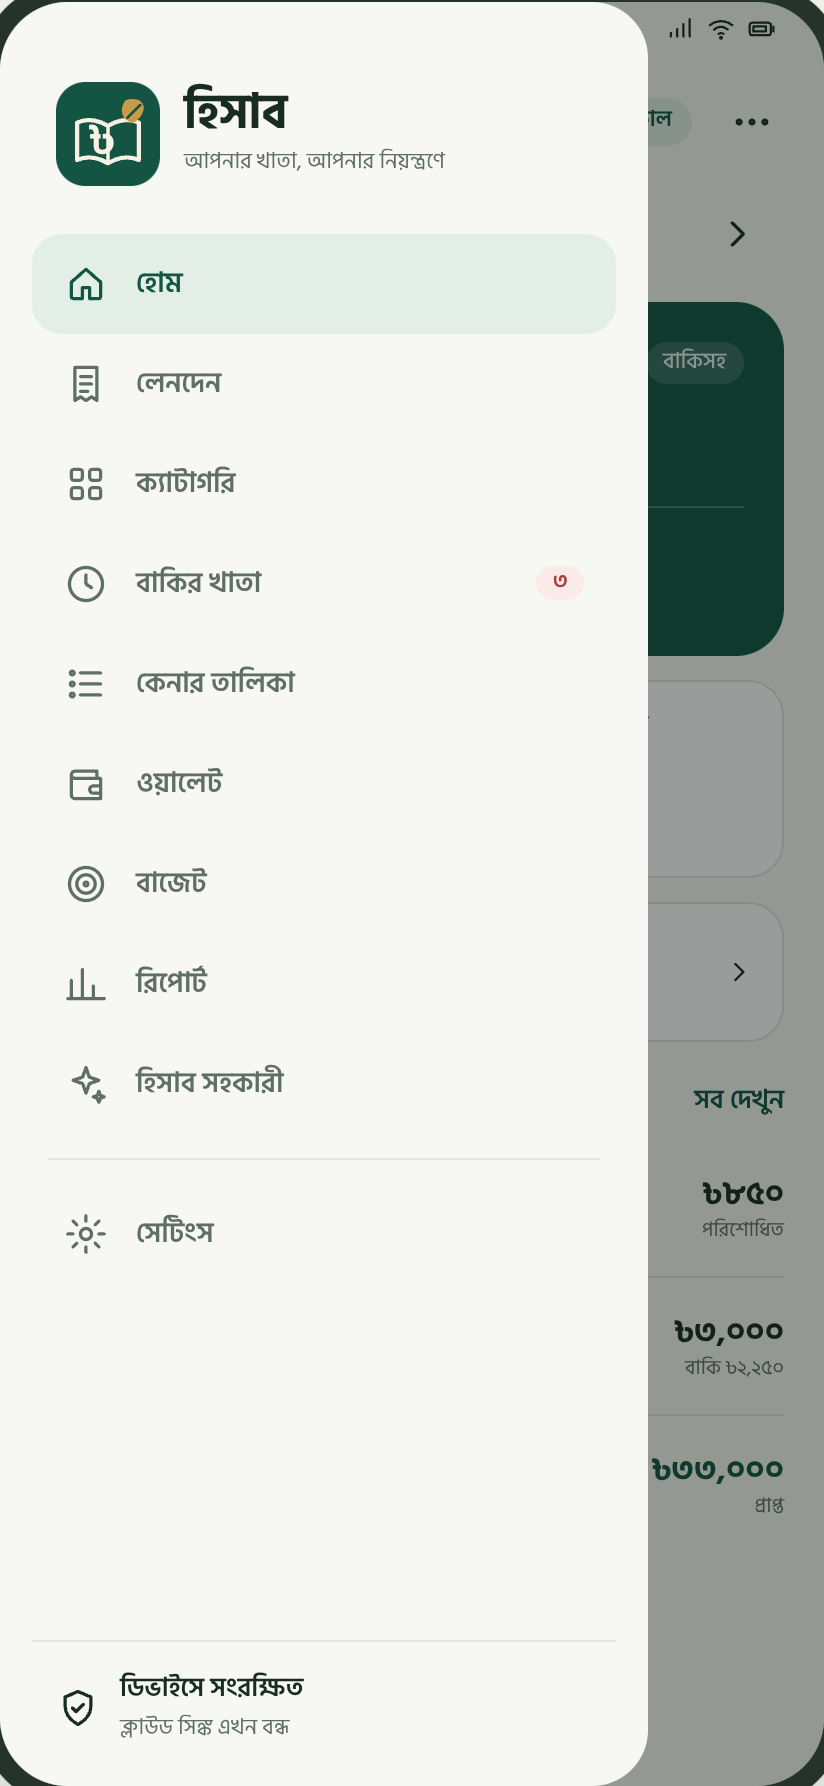 হিসাব
আপনার খাতা, আপনার নিয়ন্ত্রণে
হোম
লেনদেন
ক্যাটাগরি
বাকির খাতা
৩
কেনার তালিকা
ওয়ালেট
বাজেট
রিপোর্ট
হিসাব সহকারী
সেটিংস
ডিভাইসে সংরক্ষিত
ক্লাউড সিঙ্ক এখন বন্ধ
বাকিসহ
সব দেখুন
৳৮৫০
পরিশোধিত
৳৩,০০০
বাকি ৳২,২৫০
৳৩৩,০০০
প্রাপ্ত